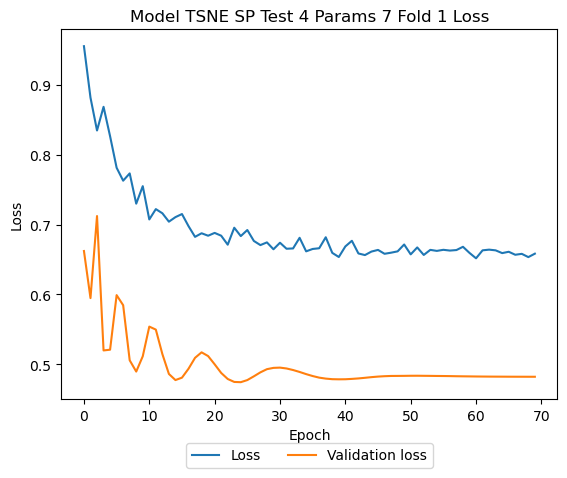 Model TSNE SP Test 4 Params 7 Fold 1 Loss
Loss
0.9
0.8
0.7
0.6
0.5
0 10 20 30 40 50 60 70
Epoch
Loss Validation loss